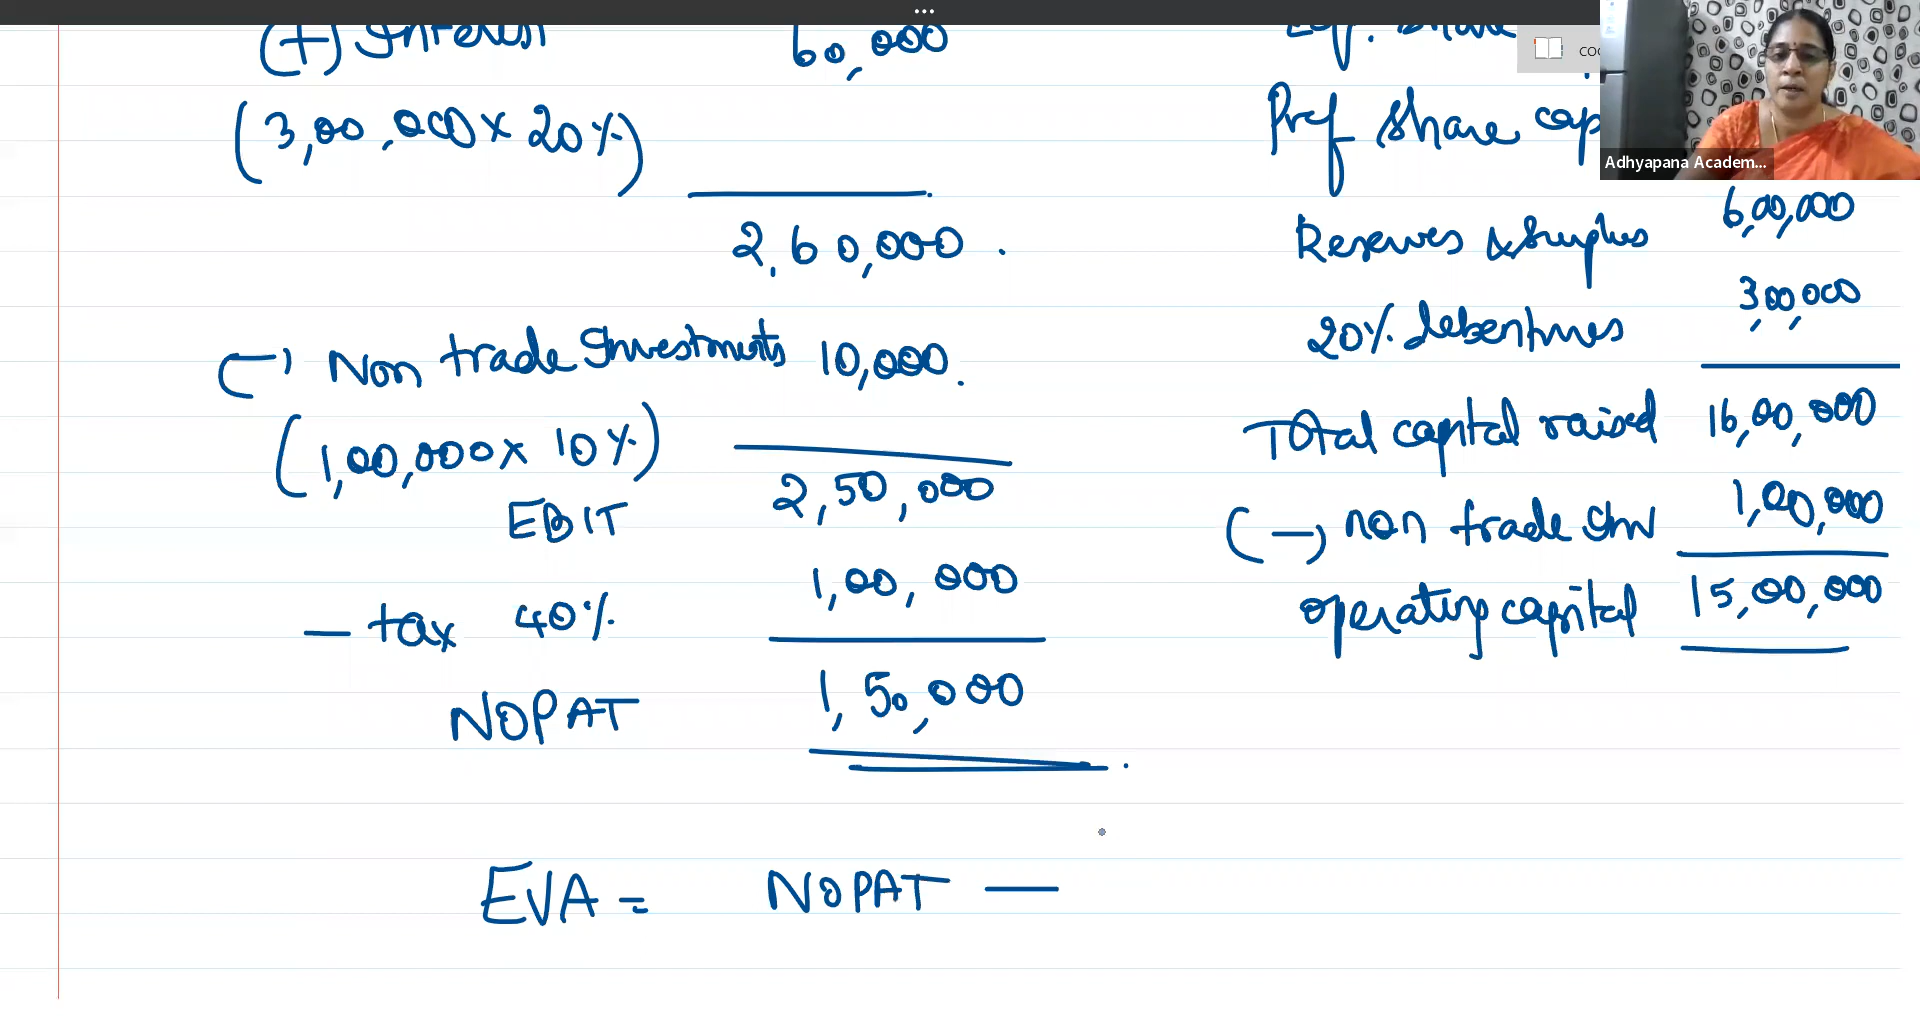 (+) Interest 60,000
(3,00,000 x 20%)
2,60,000.
(-) Non trade Investments 10,000.
(1,00,000 x 10%)
EBIT 2,50,000
- tax 40% 1,00,000
NOPAT 1,50,000
EVA = NOPAT —
Eq. share
Pref share cap
Reserves & Surplus 6,00,000
20% debentures 3,00,000
Total capital raised 16,00,000
(-) non trade Inv 1,00,000
operating capital 15,00,000
Adhyapana Academ...